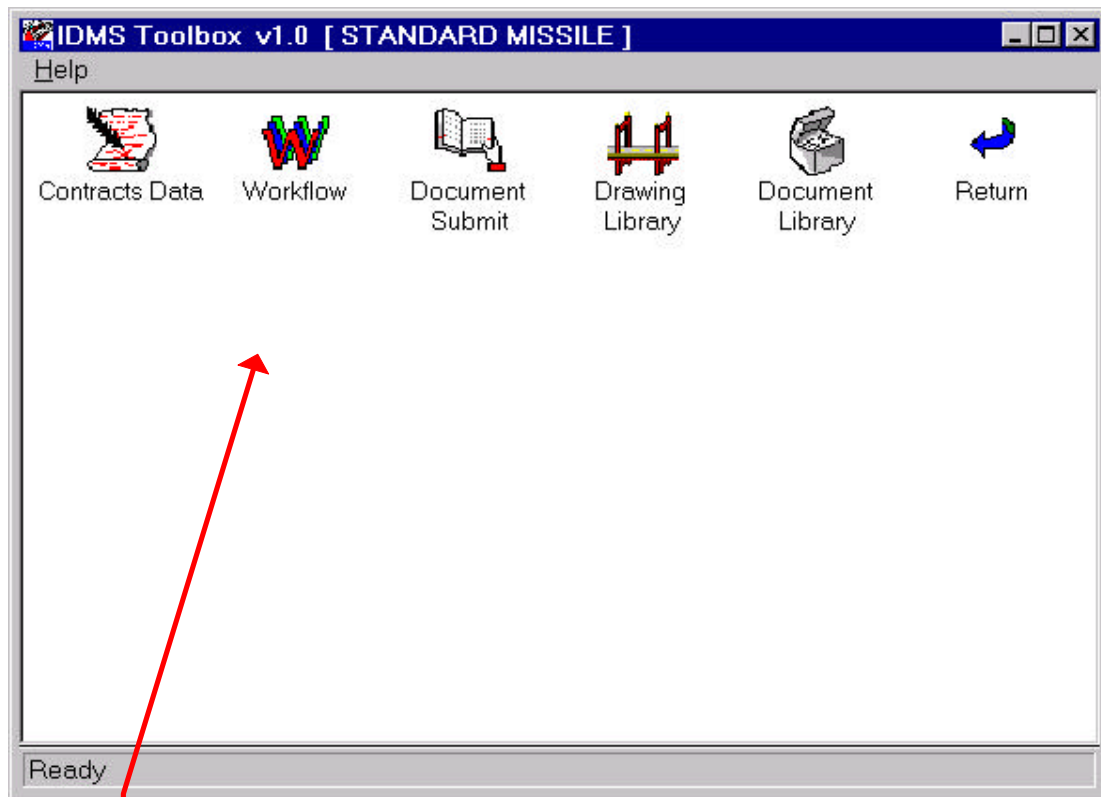 IDMS Toolbox v1.0 [ STANDARD MISSILE ]
Help
Contracts Data
Workflow
Document
Submit
Drawing
Library
Document
Library
Return
Ready